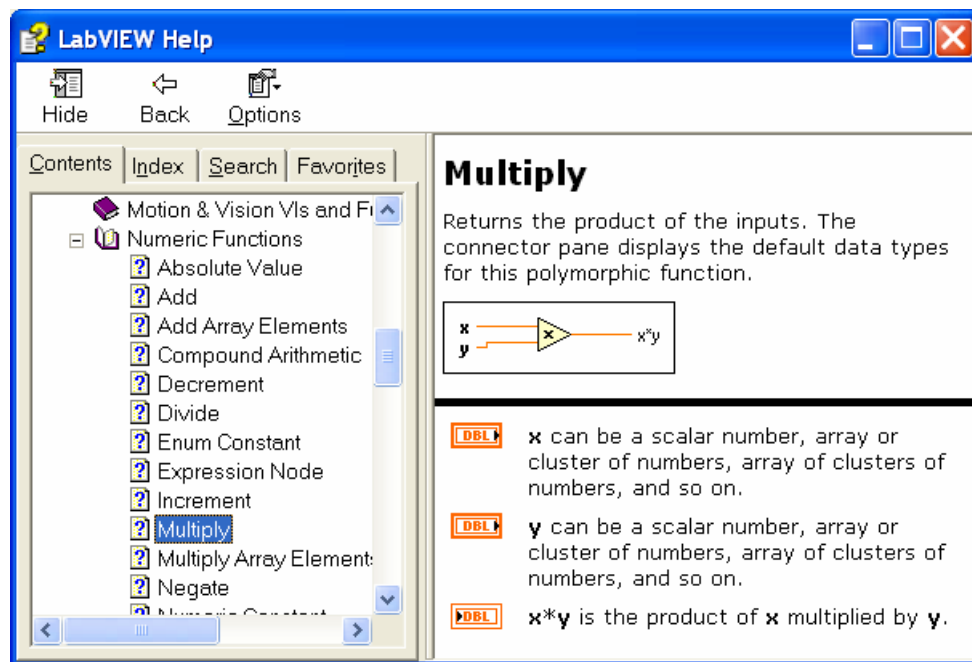 LabVIEW Help
Hide Back Options
Contents Index Search Favorites
Motion & Vision VIs and Fu
Numeric Functions
Absolute Value
Add
Add Array Elements
Compound Arithmetic
Decrement
Divide
Enum Constant
Expression Node
Increment
Multiply
Multiply Array Elements
Negate
Numeric Constant
Multiply
Returns the product of the inputs. The
connector pane displays the default data types
for this polymorphic function.
x
y
x
x*y
DBL x can be a scalar number, array or
cluster of numbers, array of clusters of
numbers, and so on.
DBL y can be a scalar number, array or
cluster of numbers, array of clusters of
numbers, and so on.
DBL x*y is the product of x multiplied by y.